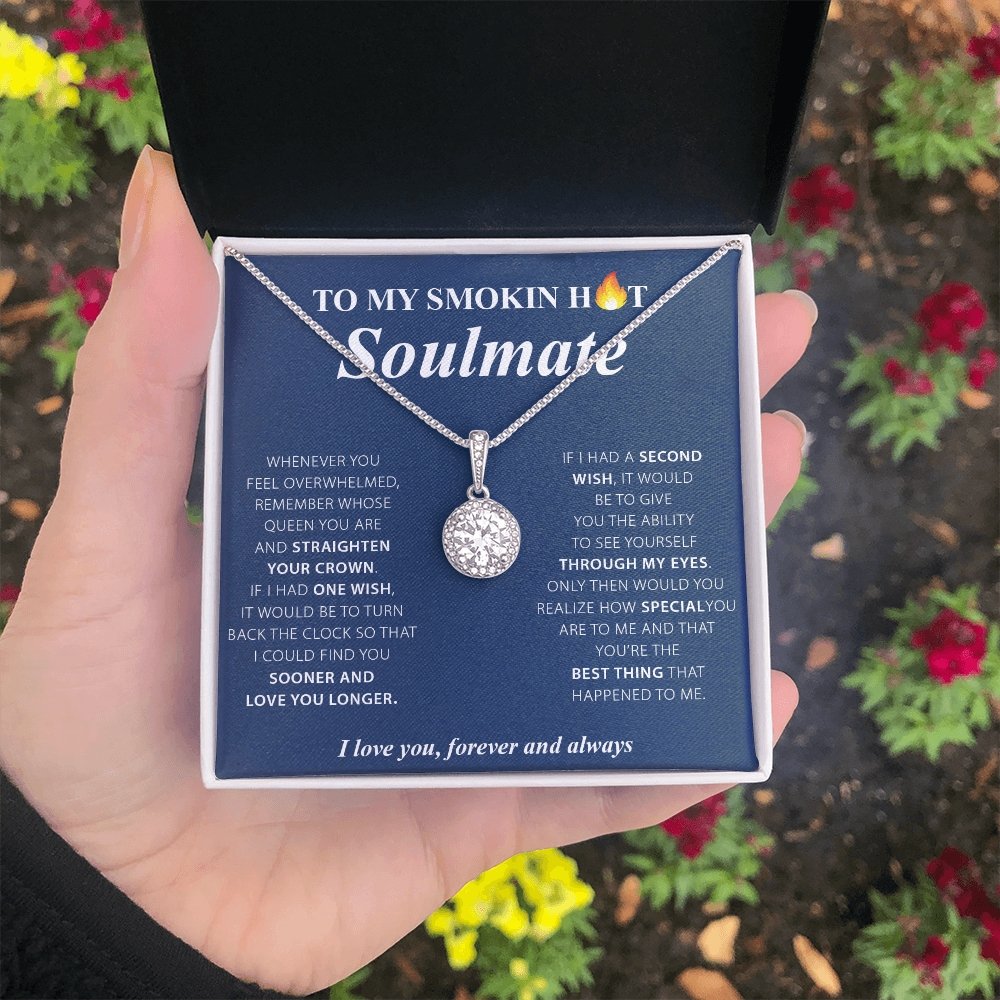 TO MY SMOKIN H🔥T
Soulmate
WHENEVER YOU
FEEL OVERWHELMED,
REMEMBER WHOSE
QUEEN YOU ARE
AND STRAIGHTEN
YOUR CROWN.
IF I HAD ONE WISH,
IT WOULD BE TO TURN
BACK THE CLOCK SO THAT
I COULD FIND YOU
SOONER AND
LOVE YOU LONGER.
IF I HAD A SECOND
WISH, IT WOULD
BE TO GIVE
YOU THE ABILITY
TO SEE YOURSELF
THROUGH MY EYES.
ONLY THEN WOULD YOU
REALIZE HOW SPECIALYOU
ARE TO ME AND THAT
YOU'RE THE
BEST THING THAT
HAPPENED TO ME.
I love you, forever and always